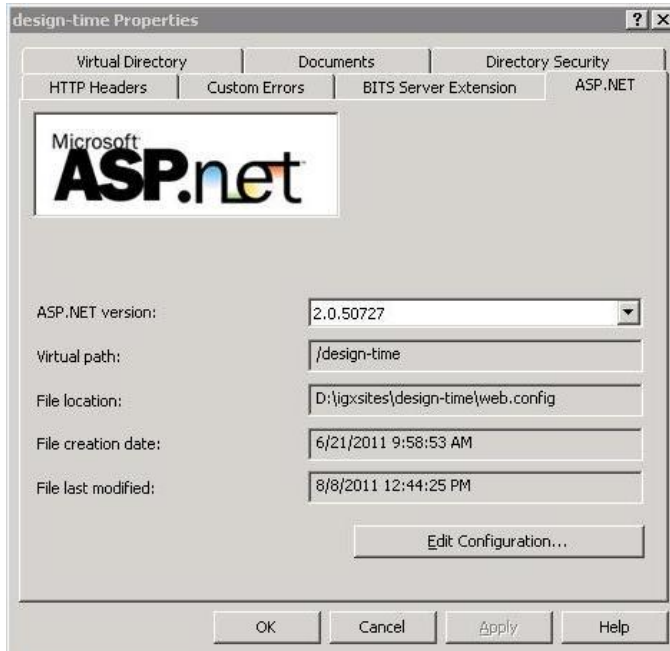 design-time Properties
Virtual Directory Documents Directory Security
HTTP Headers Custom Errors BITS Server Extension ASP.NET
Microsoft
ASP.net
ASP.NET version: 2.0.50727
Virtual path: /design-time
File location: D:\igxsites\design-time\web.config
File creation date: 6/21/2011 9:58:53 AM
File last modified: 8/8/2011 12:44:25 PM
Edit Configuration...
OK Cancel Apply Help